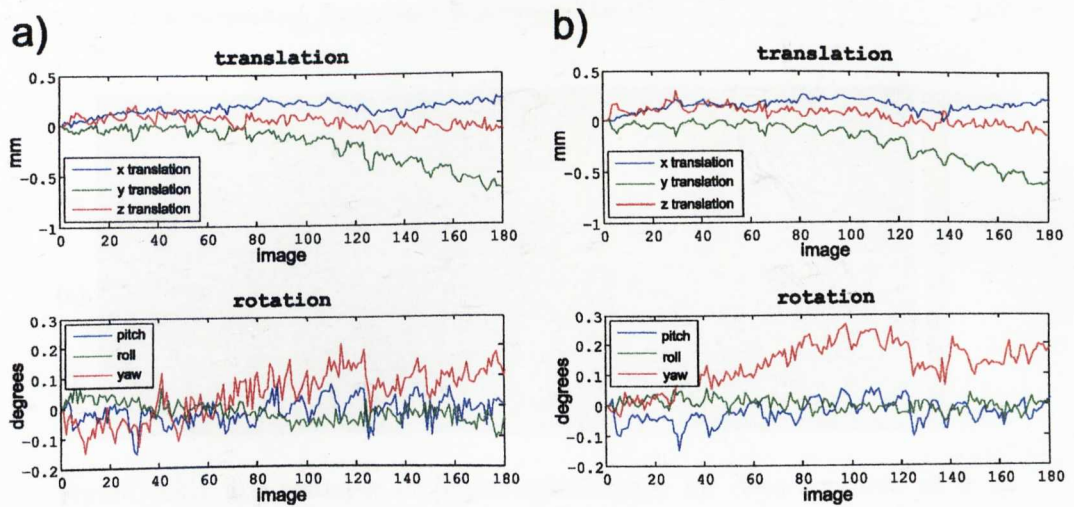 a)
translation
0.5
0
-0.5
-1
mm
x translation
y translation
z translation
0 20 40 60 80 100 120 140 160 180
image
rotation
0.3
0.2
0.1
0
-0.1
-0.2
degrees
pitch
roll
yaw
0 20 40 60 80 100 120 140 160 180
image
b)
translation
0.5
0
-0.5
-1
mm
x translation
y translation
z translation
0 20 40 60 80 100 120 140 160 180
image
rotation
0.3
0.2
0.1
0
-0.1
-0.2
degrees
pitch
roll
yaw
0 20 40 60 80 100 120 140 160 180
image